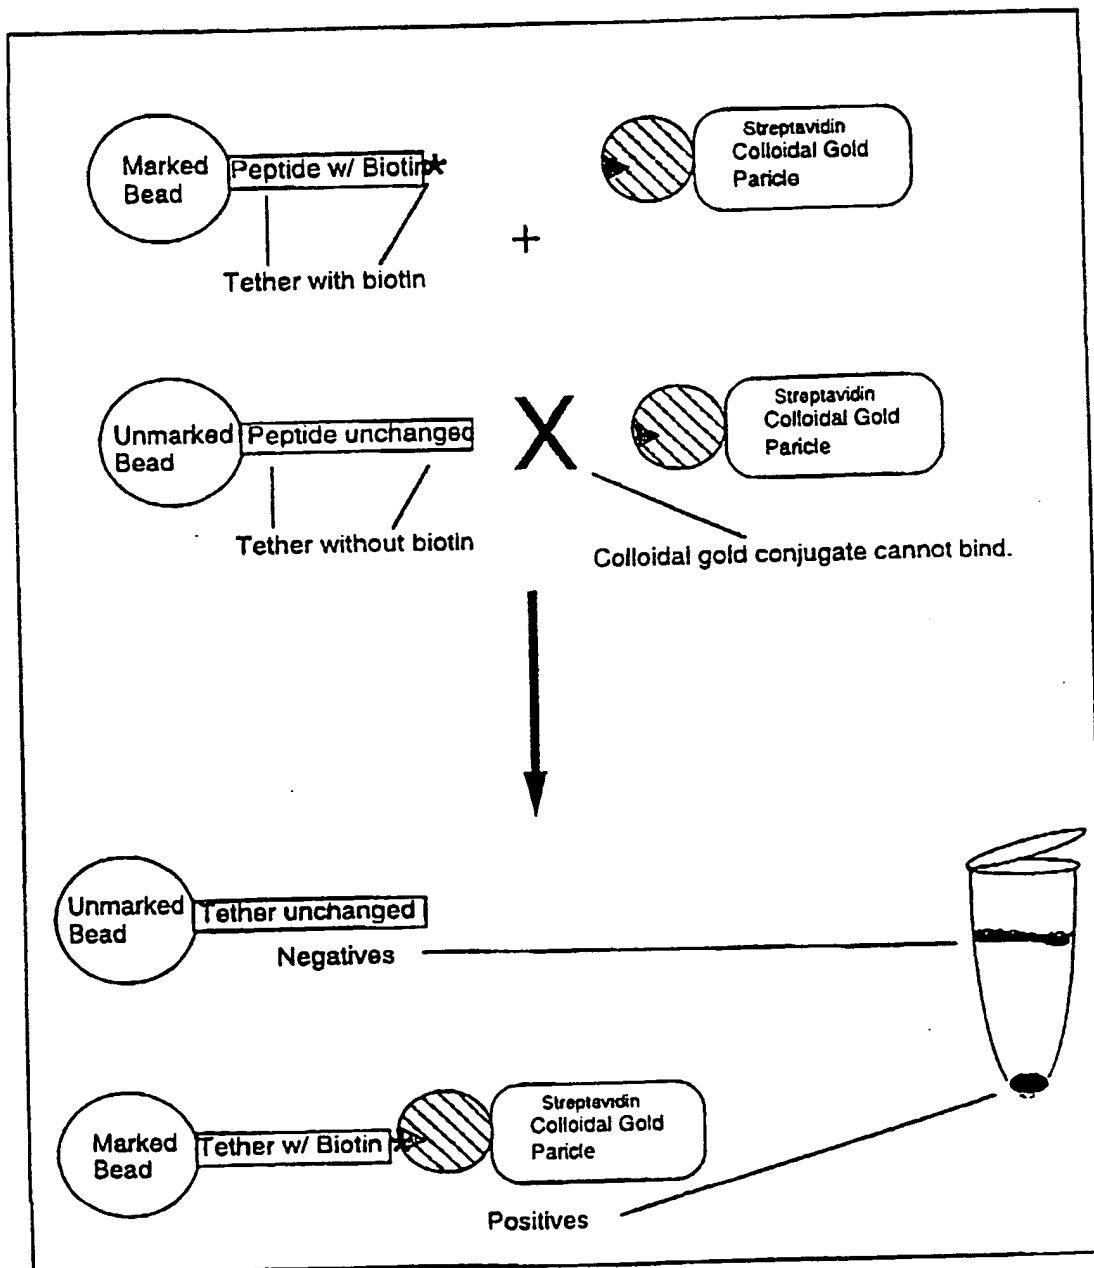 Marked
Bead
Peptide w/ Biotin
Tether with biotin
+
Streptavidin
Colloidal Gold
Paricle
Unmarked
Bead
Peptide unchanged
Tether without biotin
X
Streptavidin
Colloidal Gold
Paricle
Colloidal gold conjugate cannot bind.
Unmarked
Bead
Tether unchanged
Negatives
Marked
Bead
Tether w/ Biotin
Streptavidin
Colloidal Gold
Paricle
Positives